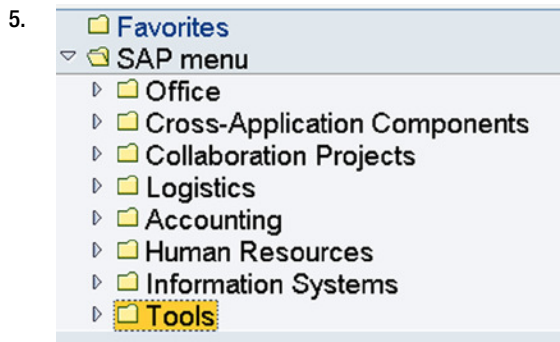 5.
Favorites
SAP menu
Office
Cross-Application Components
Collaboration Projects
Logistics
Accounting
Human Resources
Information Systems
Tools